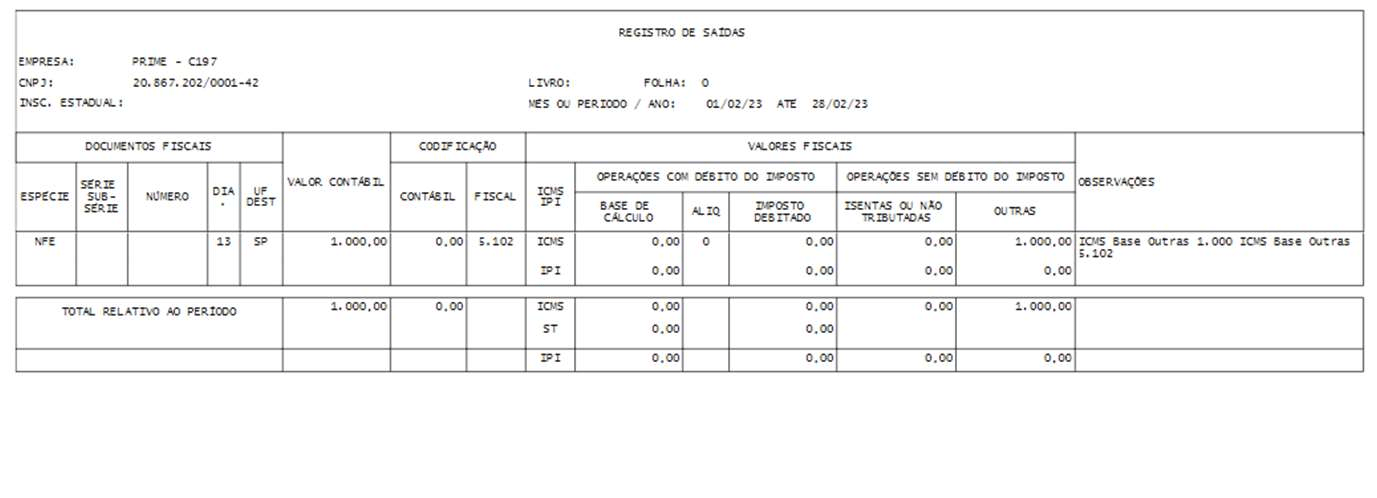 REGISTRO DE SAÍDAS
EMPRESA: PRIME - C197
CNPJ: 20.867.202/0001-42 LIVRO: FOLHA: 0
INSC. ESTADUAL: MES OU PERIODO / ANO: 01/02/23 ATE 28/02/23
DOCUMENTOS FISCAIS VALOR CONTÁBIL CODIFICAÇÃO VALORES FISCAIS OBSERVAÇÕES
ESPÉCIE SÉRIE SUB-SÉRIE NÚMERO DIA. UF DEST CONTÁBIL FISCAL ICMS IPI OPERAÇÕES COM DÉBITO DO IMPOSTO OPERAÇÕES SEM DÉBITO DO IMPOSTO
BASE DE CÁLCULO ALIQ IMPOSTO DEBITADO ISENTAS OU NÃO TRIBUTADAS OUTRAS
NFE 13 SP 1.000,00 0,00 5.102 ICMS 0,00 0 0,00 0,00 1.000,00 ICMS Base Outras 1.000 ICMS Base Outras
5.102
IPI 0,00 0,00 0,00 0,00
TOTAL RELATIVO AO PERÍODO 1.000,00 0,00 ICMS 0,00 0,00 0,00 1.000,00
ST 0,00 0,00
IPI 0,00 0,00 0,00 0,00